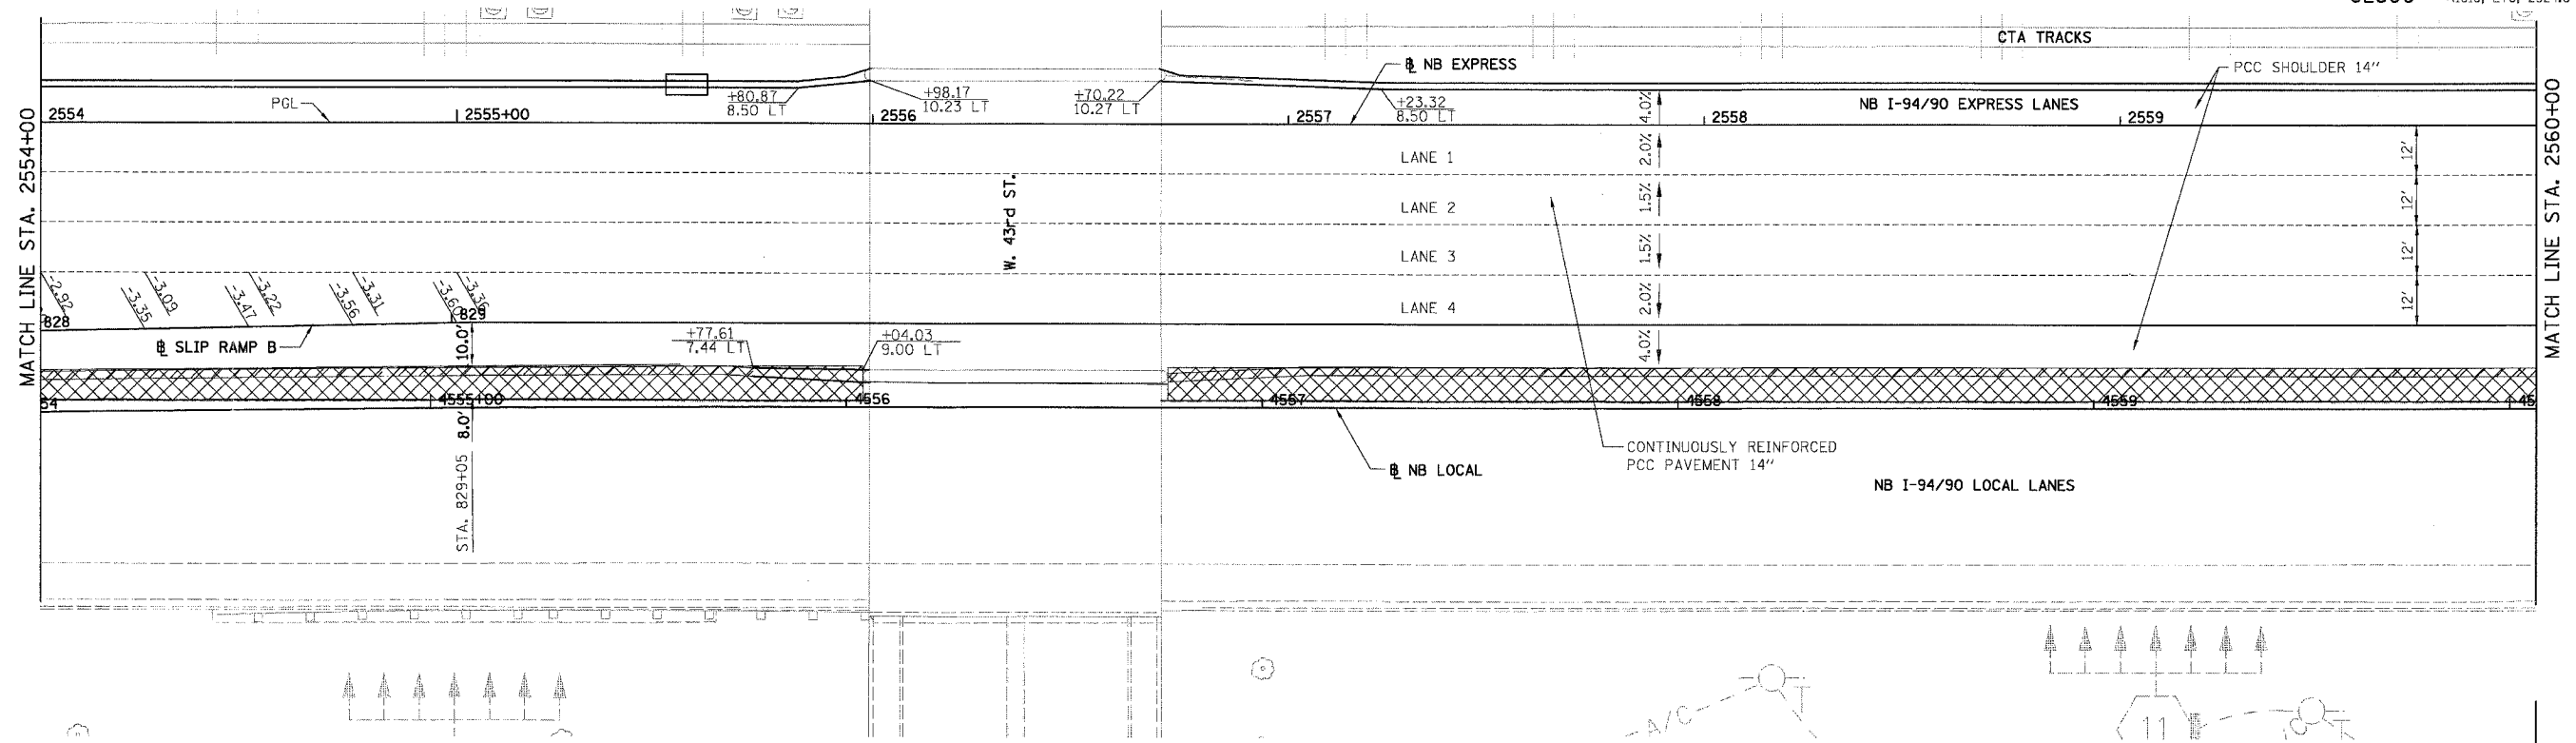 CTA TRACKS
℄ NB EXPRESS
PCC SHOULDER 14"
+80.87
8.50 LT
+98.17
10.23 LT
+70.22
10.27 LT
+23.32
8.50 LT
NB I-94/90 EXPRESS LANES
PGL
2554
2555+00
2556
2557
2558
2559
MATCH LINE STA. 2554+00
MATCH LINE STA. 2560+00
4.0%
2.0%
1.5%
1.5%
2.0%
4.0%
LANE 1
LANE 2
LANE 3
LANE 4
12'
12'
12'
12'
W. 43rd ST.
-2.92
-3.09
-3.35
-3.22
-3.47
-3.31
-3.56
-3.36
-3.60
828
829
℄ SLIP RAMP B
10.0'
+77.61
7.44 LT
+04.03
9.00 LT
54
4555+00
4556
4557
4558
4559
45
8.0'
STA. 829+05
℄ NB LOCAL
CONTINUOUSLY REINFORCED
PCC PAVEMENT 14"
NB I-94/90 LOCAL LANES
A/C
T
11
C
T